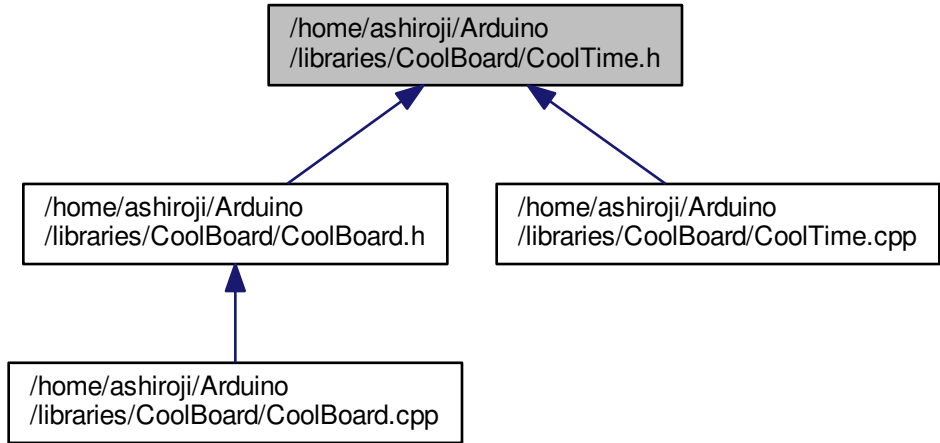 /home/ashiroji/Arduino
/libraries/CoolBoard/CoolTime.h
/home/ashiroji/Arduino
/libraries/CoolBoard/CoolBoard.h
/home/ashiroji/Arduino
/libraries/CoolBoard/CoolTime.cpp
/home/ashiroji/Arduino
/libraries/CoolBoard/CoolBoard.cpp